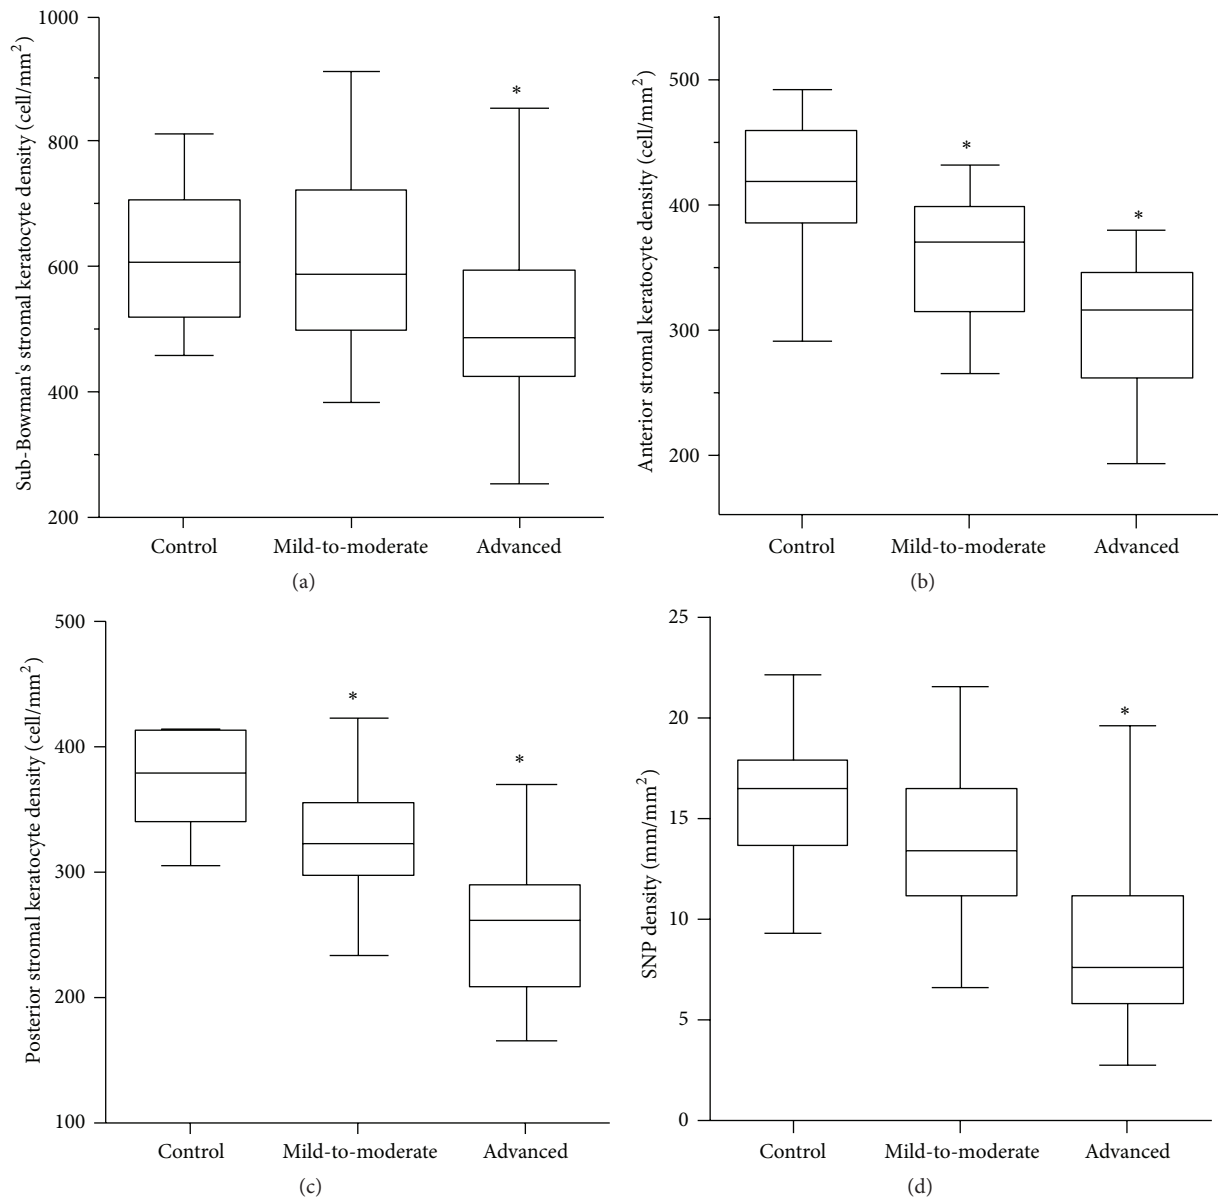 Sub-Bowman's stromal keratocyte density (cell/mm²)
1000
800
600
400
200
*
Control Mild-to-moderate Advanced
(a)
Anterior stromal keratocyte density (cell/mm²)
500
400
300
200
*
*
Control Mild-to-moderate Advanced
(b)
Posterior stromal keratocyte density (cell/mm²)
500
400
300
200
100
*
*
Control Mild-to-moderate Advanced
(c)
SNP density (mm/mm²)
25
20
15
10
5
0
*
Control Mild-to-moderate Advanced
(d)